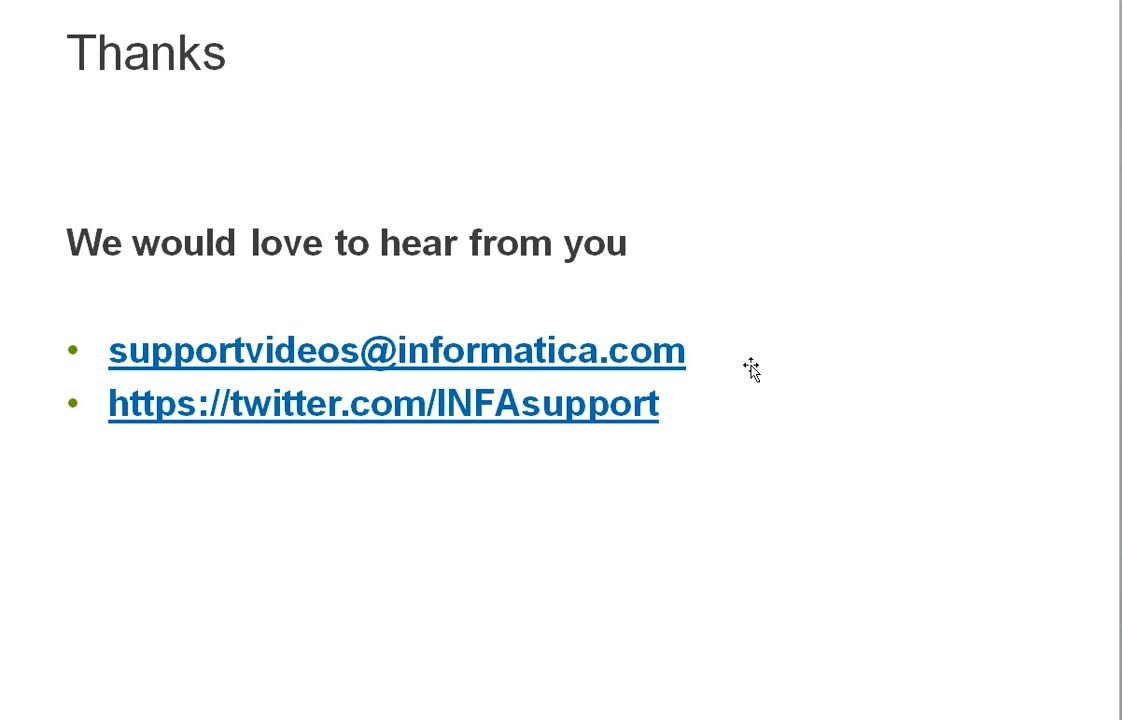 Thanks
We would love to hear from you
• supportvideos@informatica.com
• https://twitter.com/INFAsupport